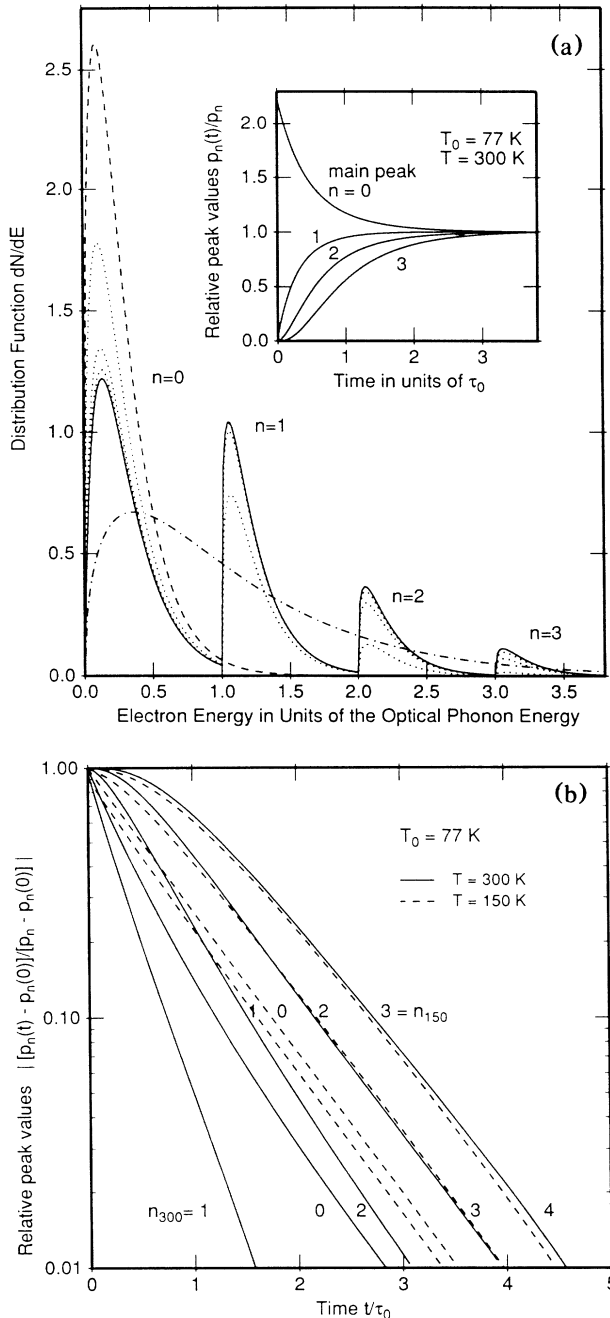 (a)
Distribution Function dN/dE
2.5
2.0
1.5
1.0
0.5
0.0
0.0 0.5 1.0 1.5 2.0 2.5 3.0 3.5
Electron Energy in Units of the Optical Phonon Energy
n=0
n=1
n=2
n=3
Relative peak values pn(t)/pn
2.0
1.0
0.0
0 1 2 3
Time in units of τ0
T0 = 77 K
T = 300 K
main peak
n = 0
1
2
3
(b)
Relative peak values | [pn(t) - pn(0)]/[pn - pn(0)] |
1.00
0.10
0.01
0 1 2 3 4 5
Time t/τ0
T0 = 77 K
T = 300 K
T = 150 K
1 0 2 3 = n150
n300= 1 0 2 3 4